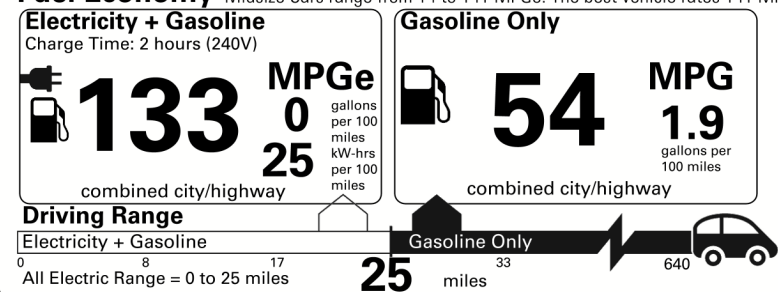 Electricity + Gasoline
Charge Time: 2 hours (240V)
133
MPGe
0
gallons
per 100
miles
25
kW-hrs
per 100
miles
combined city/highway
Gasoline Only
54
MPG
1.9
gallons per
100 miles
combined city/highway
Driving Range
Electricity + Gasoline
Gasoline Only
0 8 17 25 miles 33 640
All Electric Range = 0 to 25 miles